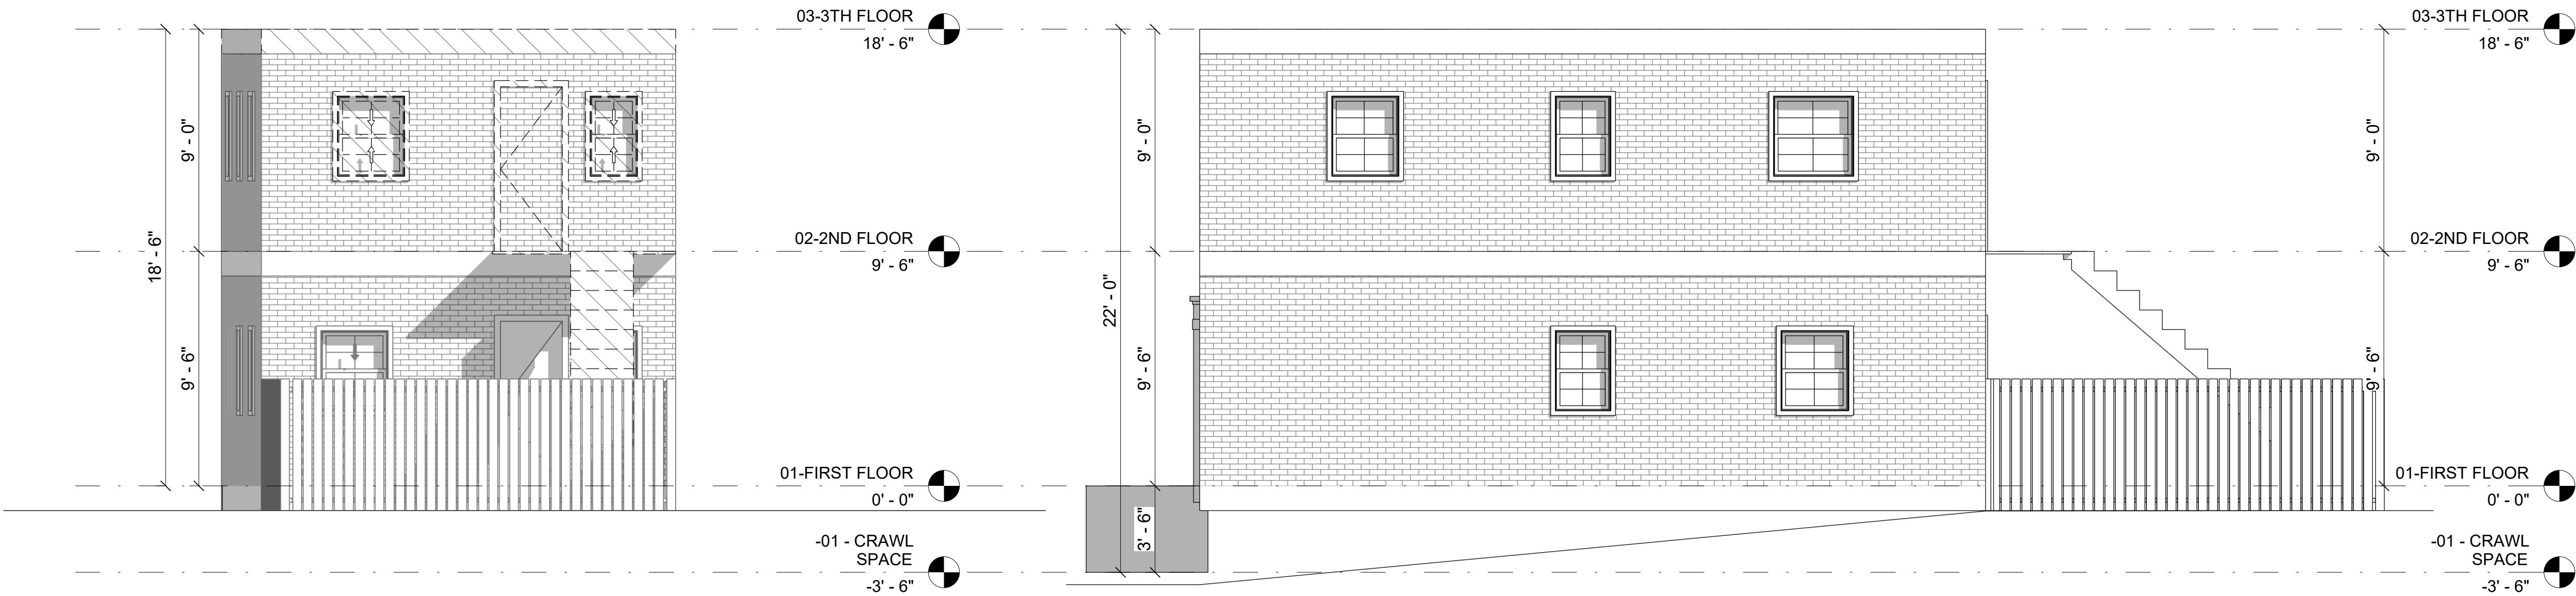 03-3TH FLOOR
18' - 6"
9' - 0"
18' - 6"
02-2ND FLOOR
9' - 6"
9' - 6"
01-FIRST FLOOR
0' - 0"
-01 - CRAWL
SPACE
-3' - 6"
03-3TH FLOOR
18' - 6"
9' - 0"
9' - 0"
02-2ND FLOOR
9' - 6"
22' - 0"
9' - 6"
9' - 6"
01-FIRST FLOOR
0' - 0"
3' - 6"
-01 - CRAWL
SPACE
-3' - 6"